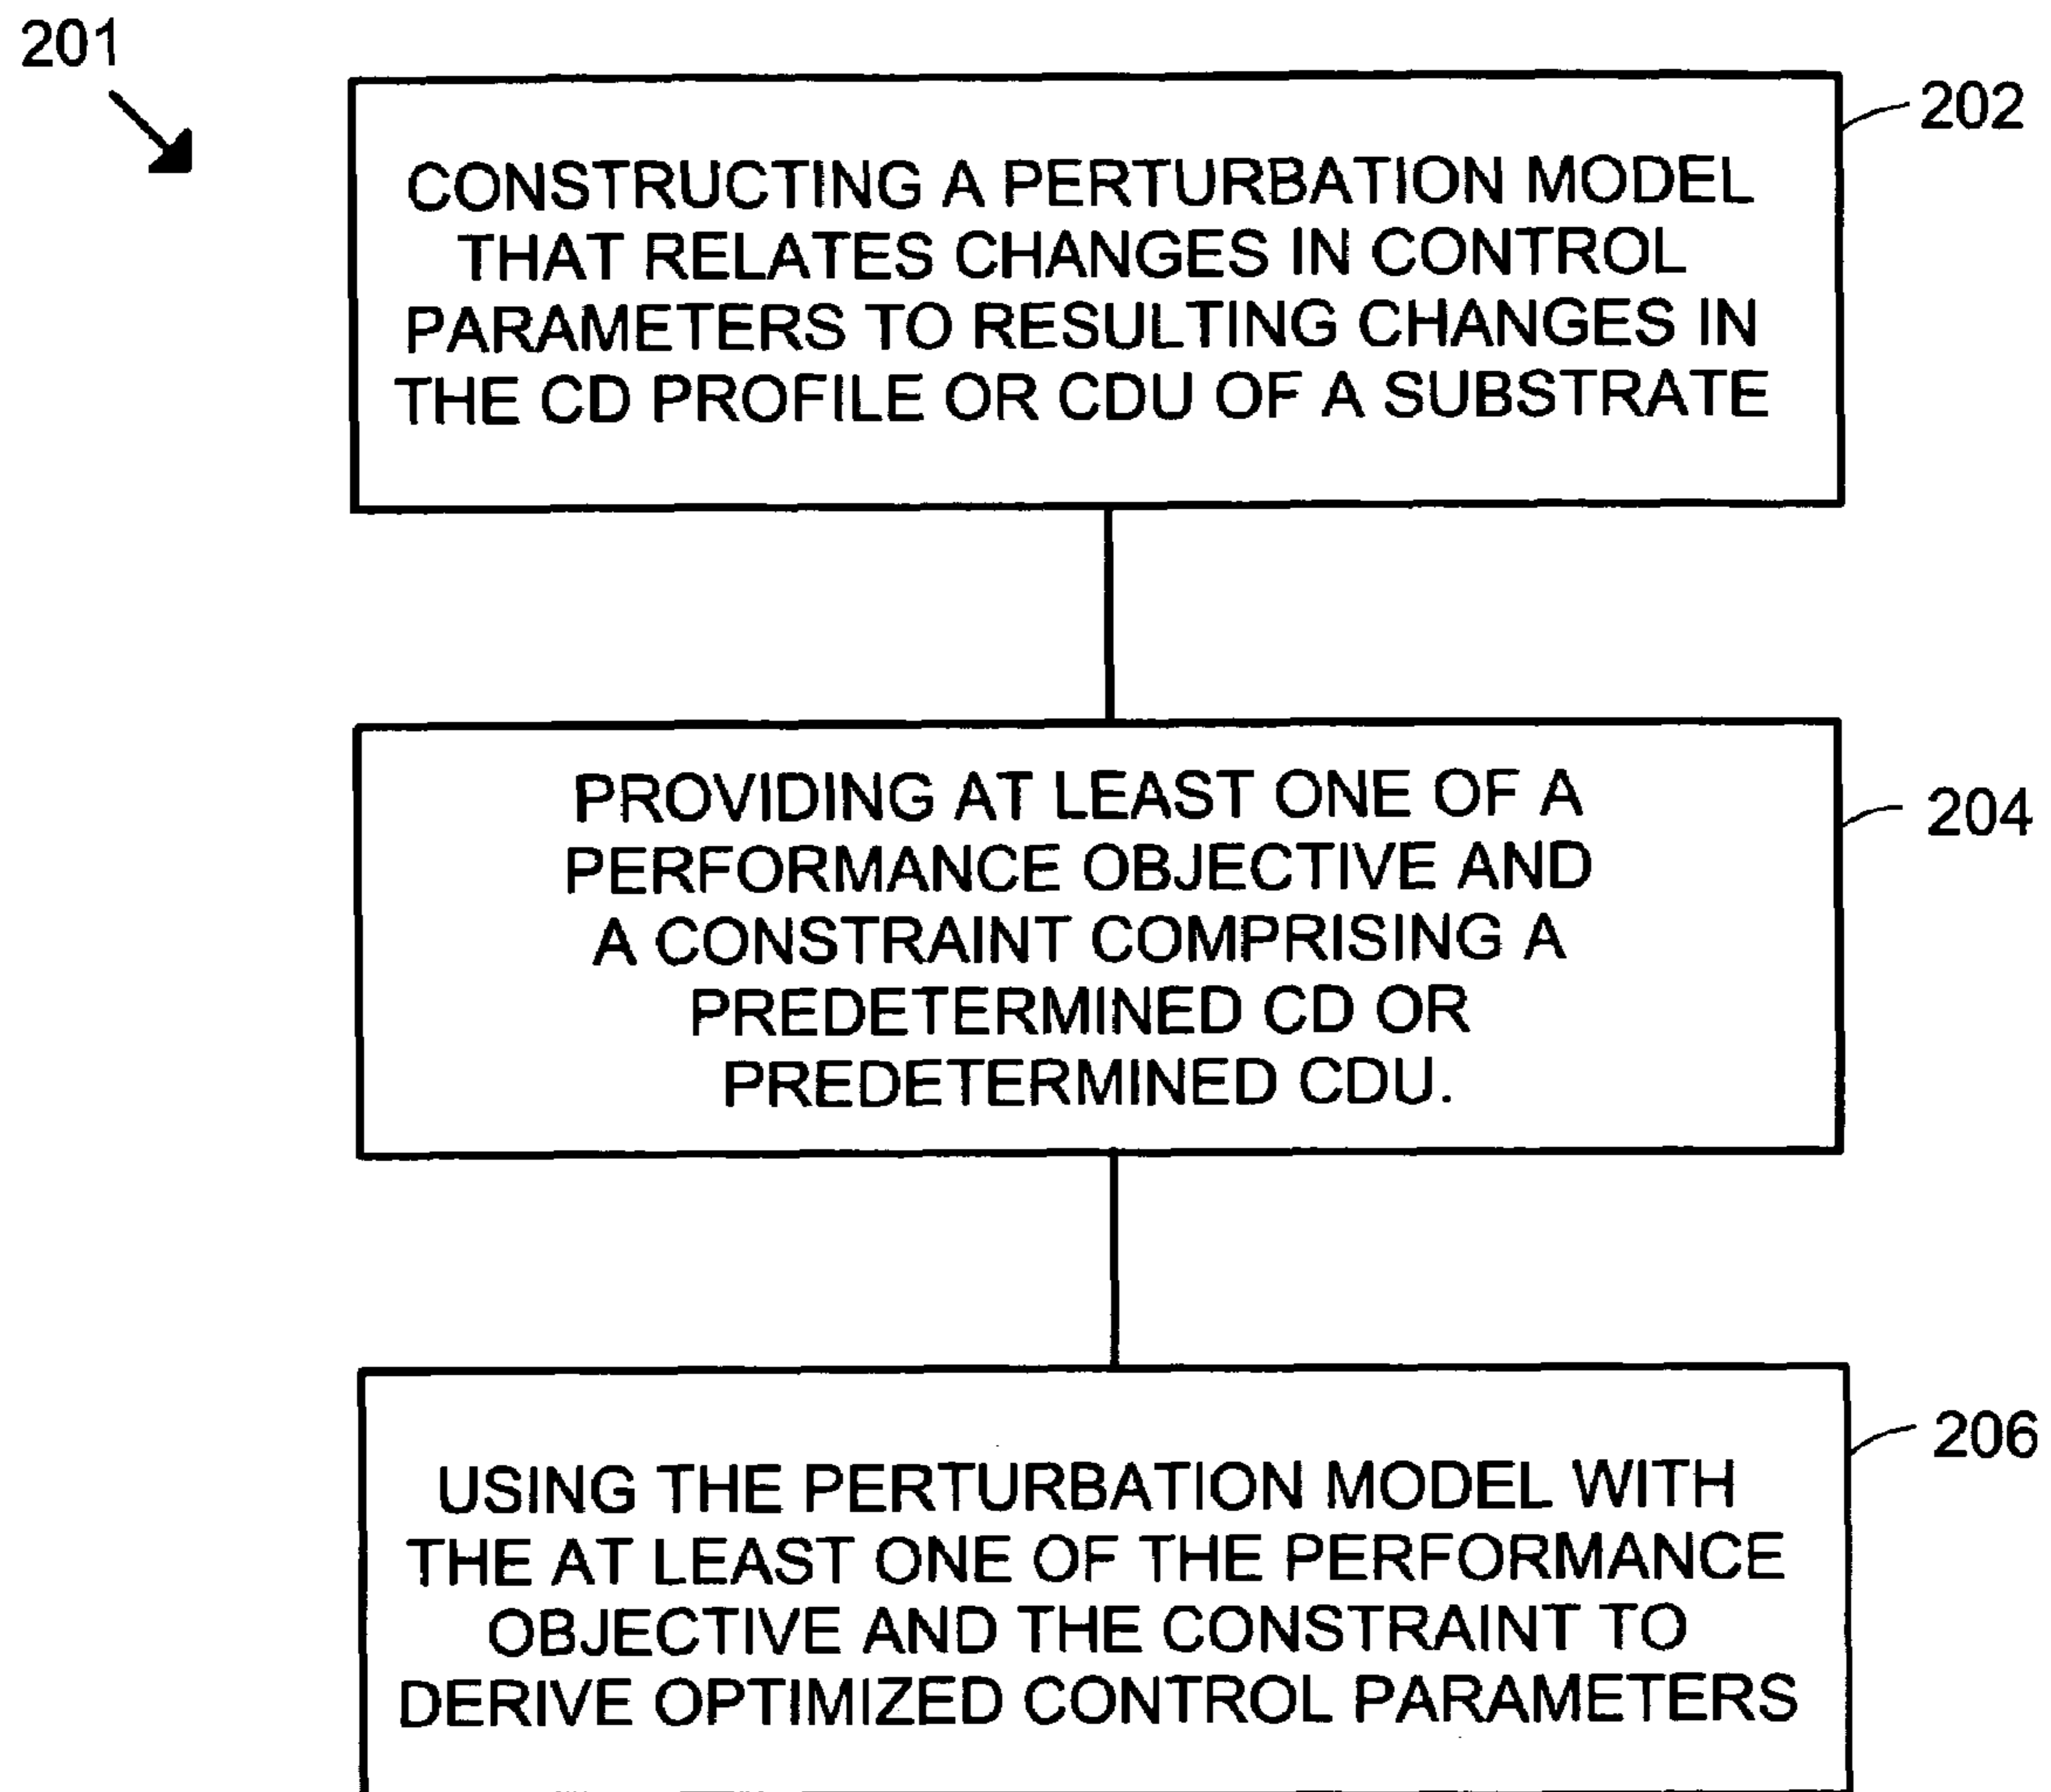 201
202
CONSTRUCTING A PERTURBATION MODEL
THAT RELATES CHANGES IN CONTROL
PARAMETERS TO RESULTING CHANGES IN
THE CD PROFILE OR CDU OF A SUBSTRATE
204
PROVIDING AT LEAST ONE OF A
PERFORMANCE OBJECTIVE AND
A CONSTRAINT COMPRISING A
PREDETERMINED CD OR
PREDETERMINED CDU.
206
USING THE PERTURBATION MODEL WITH
THE AT LEAST ONE OF THE PERFORMANCE
OBJECTIVE AND THE CONSTRAINT TO
DERIVE OPTIMIZED CONTROL PARAMETERS